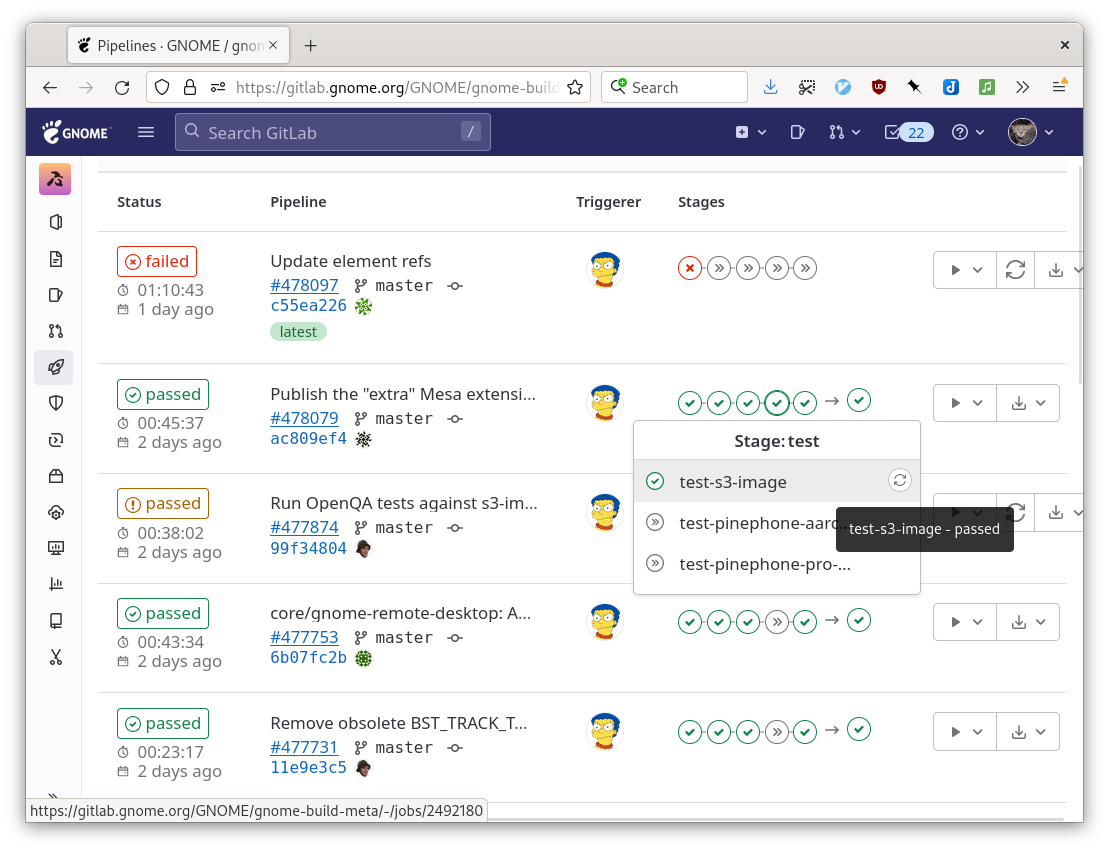 Pipelines · GNOME / gnom
https://gitlab.gnome.org/GNOME/gnome-build
Search
GNOME
Search GitLab
/
22
Status Pipeline Triggerer Stages
failed
01:10:43
1 day ago
Update element refs
#478097 master
c55ea226
latest
passed
00:45:37
2 days ago
Publish the "extra" Mesa extensi...
#478079 master
ac809ef4
Stage: test
test-s3-image
test-pinephone-aarc...
test-pinephone-pro-...
test-s3-image - passed
passed
00:38:02
2 days ago
Run OpenQA tests against s3-im...
#477874 master
99f34804
passed
00:43:34
2 days ago
core/gnome-remote-desktop: A...
#477753 master
6b07fc2b
passed
00:23:17
2 days ago
Remove obsolete BST_TRACK_T...
#477731 master
11e9e3c5
https://gitlab.gnome.org/GNOME/gnome-build-meta/-/jobs/2492180